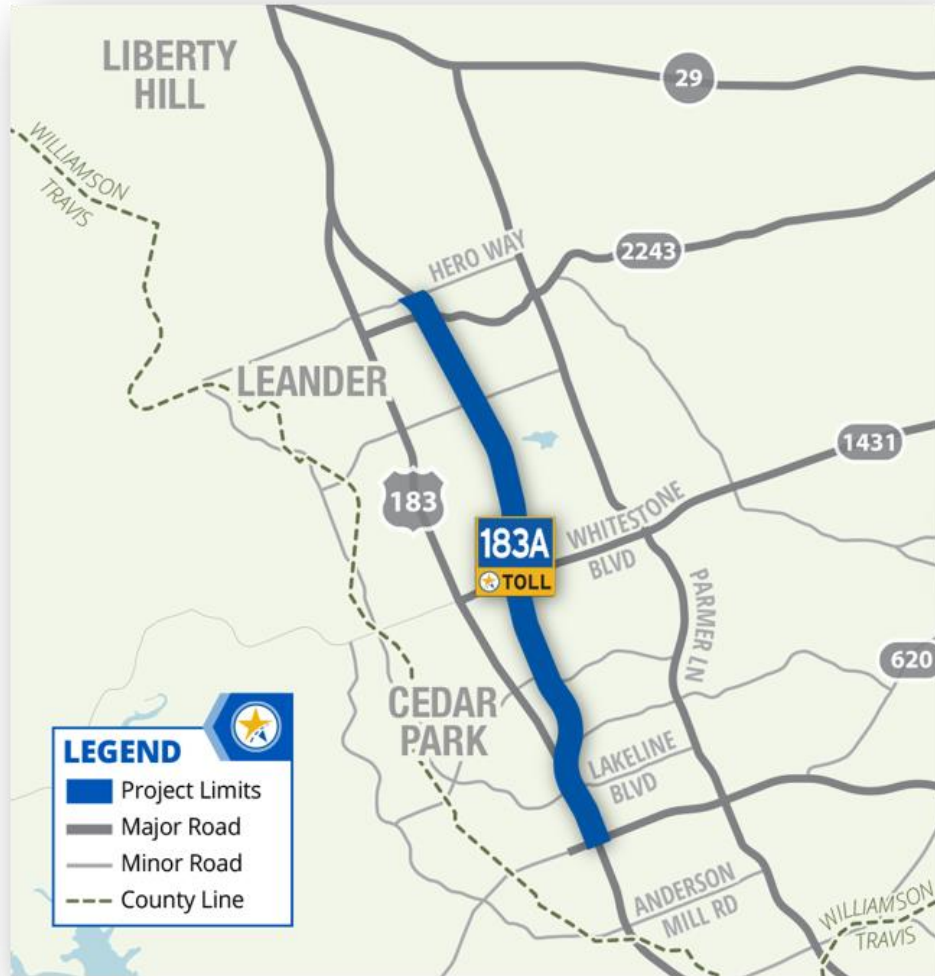 LIBERTY
HILL
29
WILLIAMSON
TRAVIS
HERO WAY
2243
LEANDER
183
1431
WHITESTONE
BLVD
183A
TOLL
PARMER LN
620
CEDAR
PARK
LAKELINE
BLVD
ANDERSON
MILL RD
WILLIAMSON
TRAVIS
LEGEND
Project Limits
Major Road
Minor Road
County Line